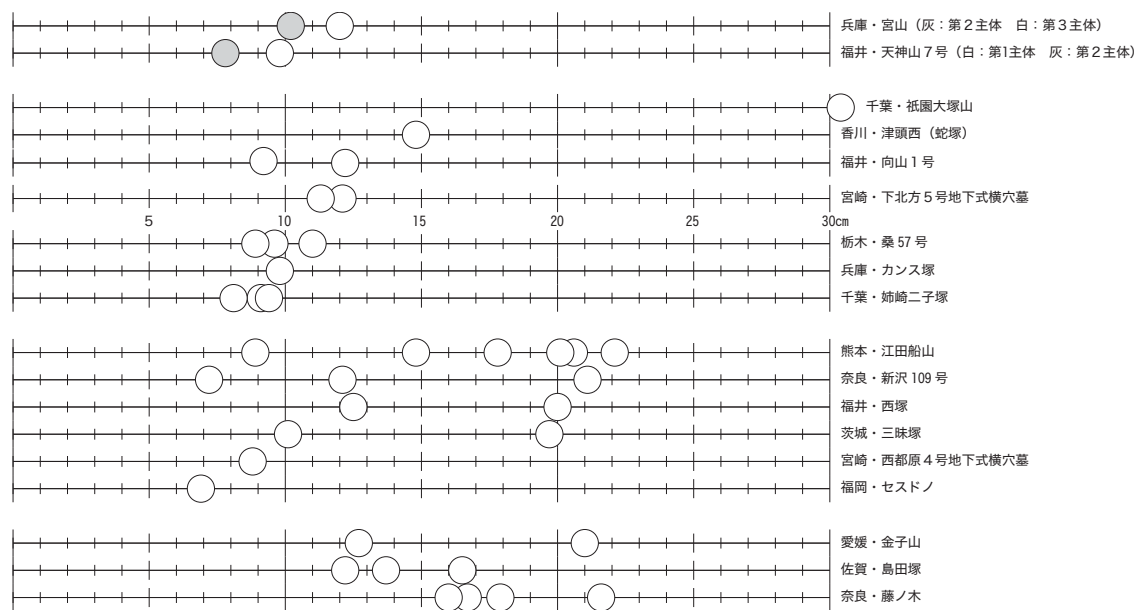 兵庫・宮山（灰：第２主体　白：第３主体）
福井・天神山７号（白：第1主体　灰：第２主体）
千葉・祇園大塚山
香川・津頭西（蛇塚）
福井・向山１号
宮崎・下北方５号地下式横穴墓
5 10 15 20 25 30㎝
栃木・桑 57 号
兵庫・カンス塚
千葉・姉崎二子塚
熊本・江田船山
奈良・新沢 109 号
福井・西塚
茨城・三昧塚
宮崎・西都原４号地下式横穴墓
福岡・セスドノ
愛媛・金子山
佐賀・島田塚
奈良・藤ノ木